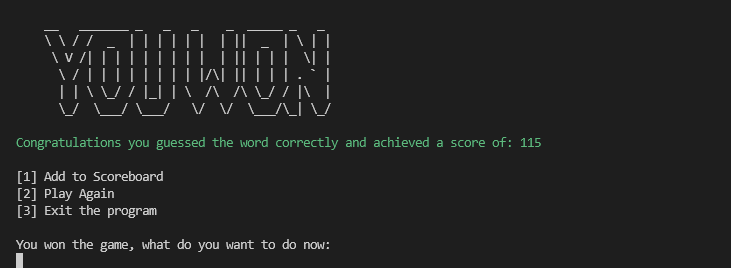 YOU WON
Congratulations you guessed the word correctly and achieved a score of: 115
[1] Add to Scoreboard
[2] Play Again
[3] Exit the program
You won the game, what do you want to do now: